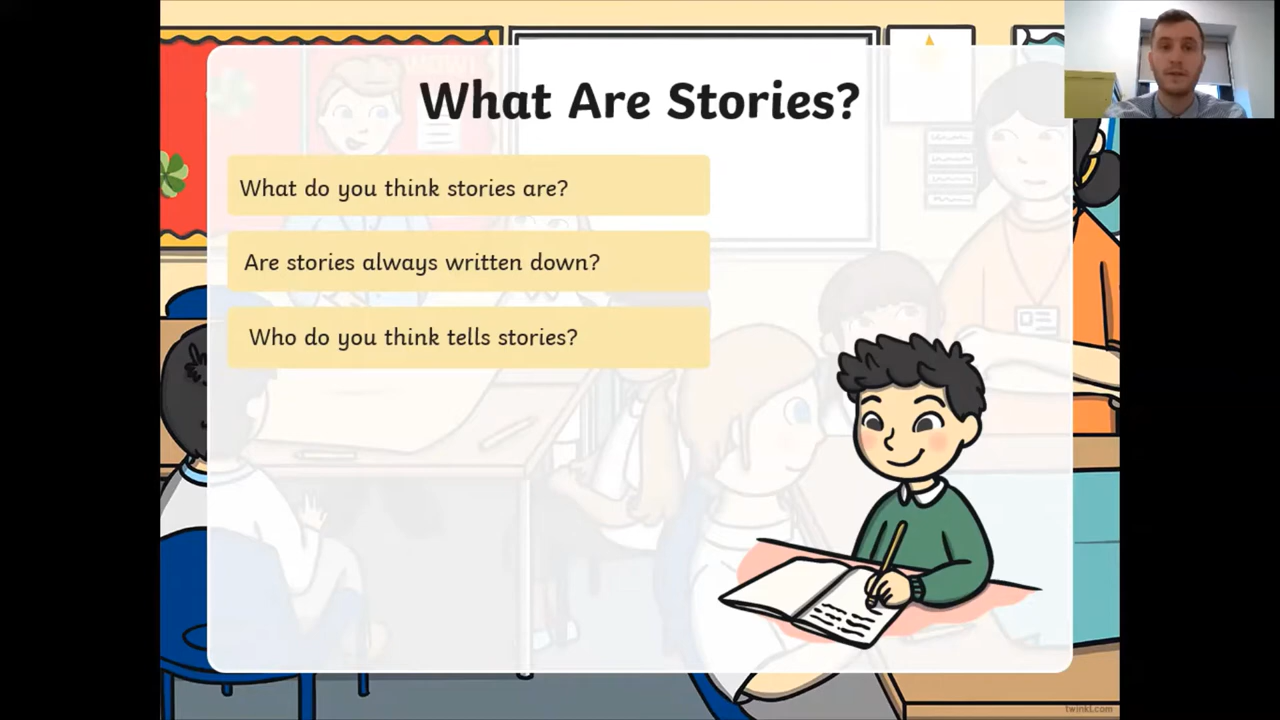 What Are Stories?
What do you think stories are?
Are stories always written down?
Who do you think tells stories?
twinkl.com